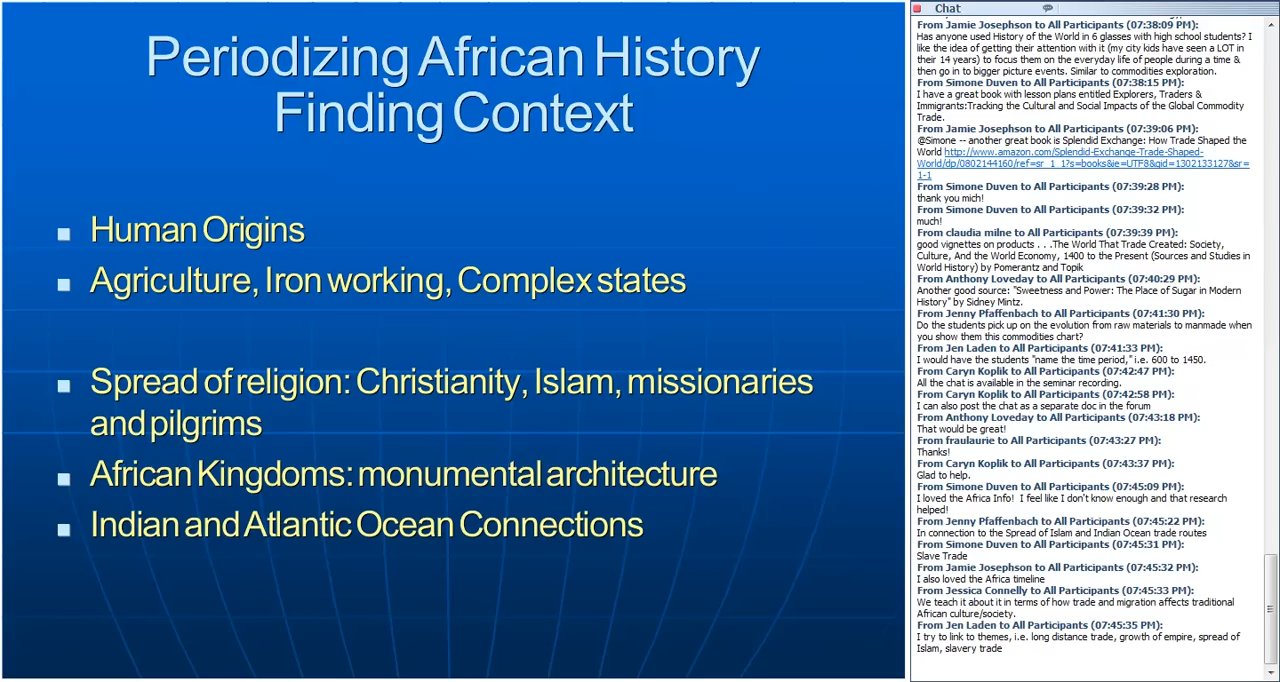 Periodizing African History
Finding Context
Human Origins
Agriculture, Iron working, Complex states
Spread of religion: Christianity, Islam, missionaries
and pilgrims
African Kingdoms: monumental architecture
Indian and Atlantic Ocean Connections
Chat
From Jamie Josephson to All Participants (07:38:09 PM):
Has anyone used History of the World in 6 glasses with high school students? I
like the idea of getting their attention with it (my city kids have seen a LOT in
their 14 years) to focus them on the everyday life of people during a time &
then go in to bigger picture events. Similar to commodities exploration.
From Simone Duven to All Participants (07:38:15 PM):
I have a great book with lesson plans entitled Explorers, Traders &
Immigrants:Tracking the Cultural and Social Impacts of the Global Commodity
Trade.
From Jamie Josephson to All Participants (07:39:06 PM):
@Simone -- another great book is Splendid Exchange: How Trade Shaped the
World http://www.amazon.com/Splendid-Exchange-Trade-Shaped-
World/dp/0802144160/ref=sr_1_1?s=books&ie=UTF8&qid=1302133127&sr=
1-1
From Simone Duven to All Participants (07:39:28 PM):
thank you mich!
From Simone Duven to All Participants (07:39:32 PM):
much!
From claudia milne to All Participants (07:39:39 PM):
good vignettes on products . . .The World That Trade Created: Society,
Culture, And the World Economy, 1400 to the Present (Sources and Studies in
World History) by Pomerantz and Topik
From Anthony Loveday to All Participants (07:40:29 PM):
Another good source: "Sweetness and Power: The Place of Sugar in Modern
History" by Sidney Mintz.
From Jenny Pfaffenbach to All Participants (07:41:30 PM):
Do the students pick up on the evolution from raw materials to manmade when
you show them this commodities chart?
From Jen Laden to All Participants (07:41:33 PM):
I would have the students "name the time period," i.e. 600 to 1450.
From Caryn Koplik to All Participants (07:42:47 PM):
All the chat is available in the seminar recording.
From Caryn Koplik to All Participants (07:42:58 PM):
I can also post the chat as a separate doc in the forum
From Anthony Loveday to All Participants (07:43:18 PM):
That would be great!
From fraulaurie to All Participants (07:43:27 PM):
Thanks!
From Caryn Koplik to All Participants (07:43:37 PM):
Glad to help.
From Simone Duven to All Participants (07:45:09 PM):
I loved the Africa Info! I feel like I don't know enough and that research
helped!
From Jenny Pfaffenbach to All Participants (07:45:22 PM):
In connection to the Spread of Islam and Indian Ocean trade routes
From Simone Duven to All Participants (07:45:31 PM):
Slave Trade
From Jamie Josephson to All Participants (07:45:32 PM):
I also loved the Africa timeline
From Jessica Connelly to All Participants (07:45:33 PM):
We teach it about it in terms of how trade and migration affects traditional
African culture/society.
From Jen Laden to All Participants (07:45:35 PM):
I try to link to themes, i.e. long distance trade, growth of empire, spread of
Islam, slavery trade